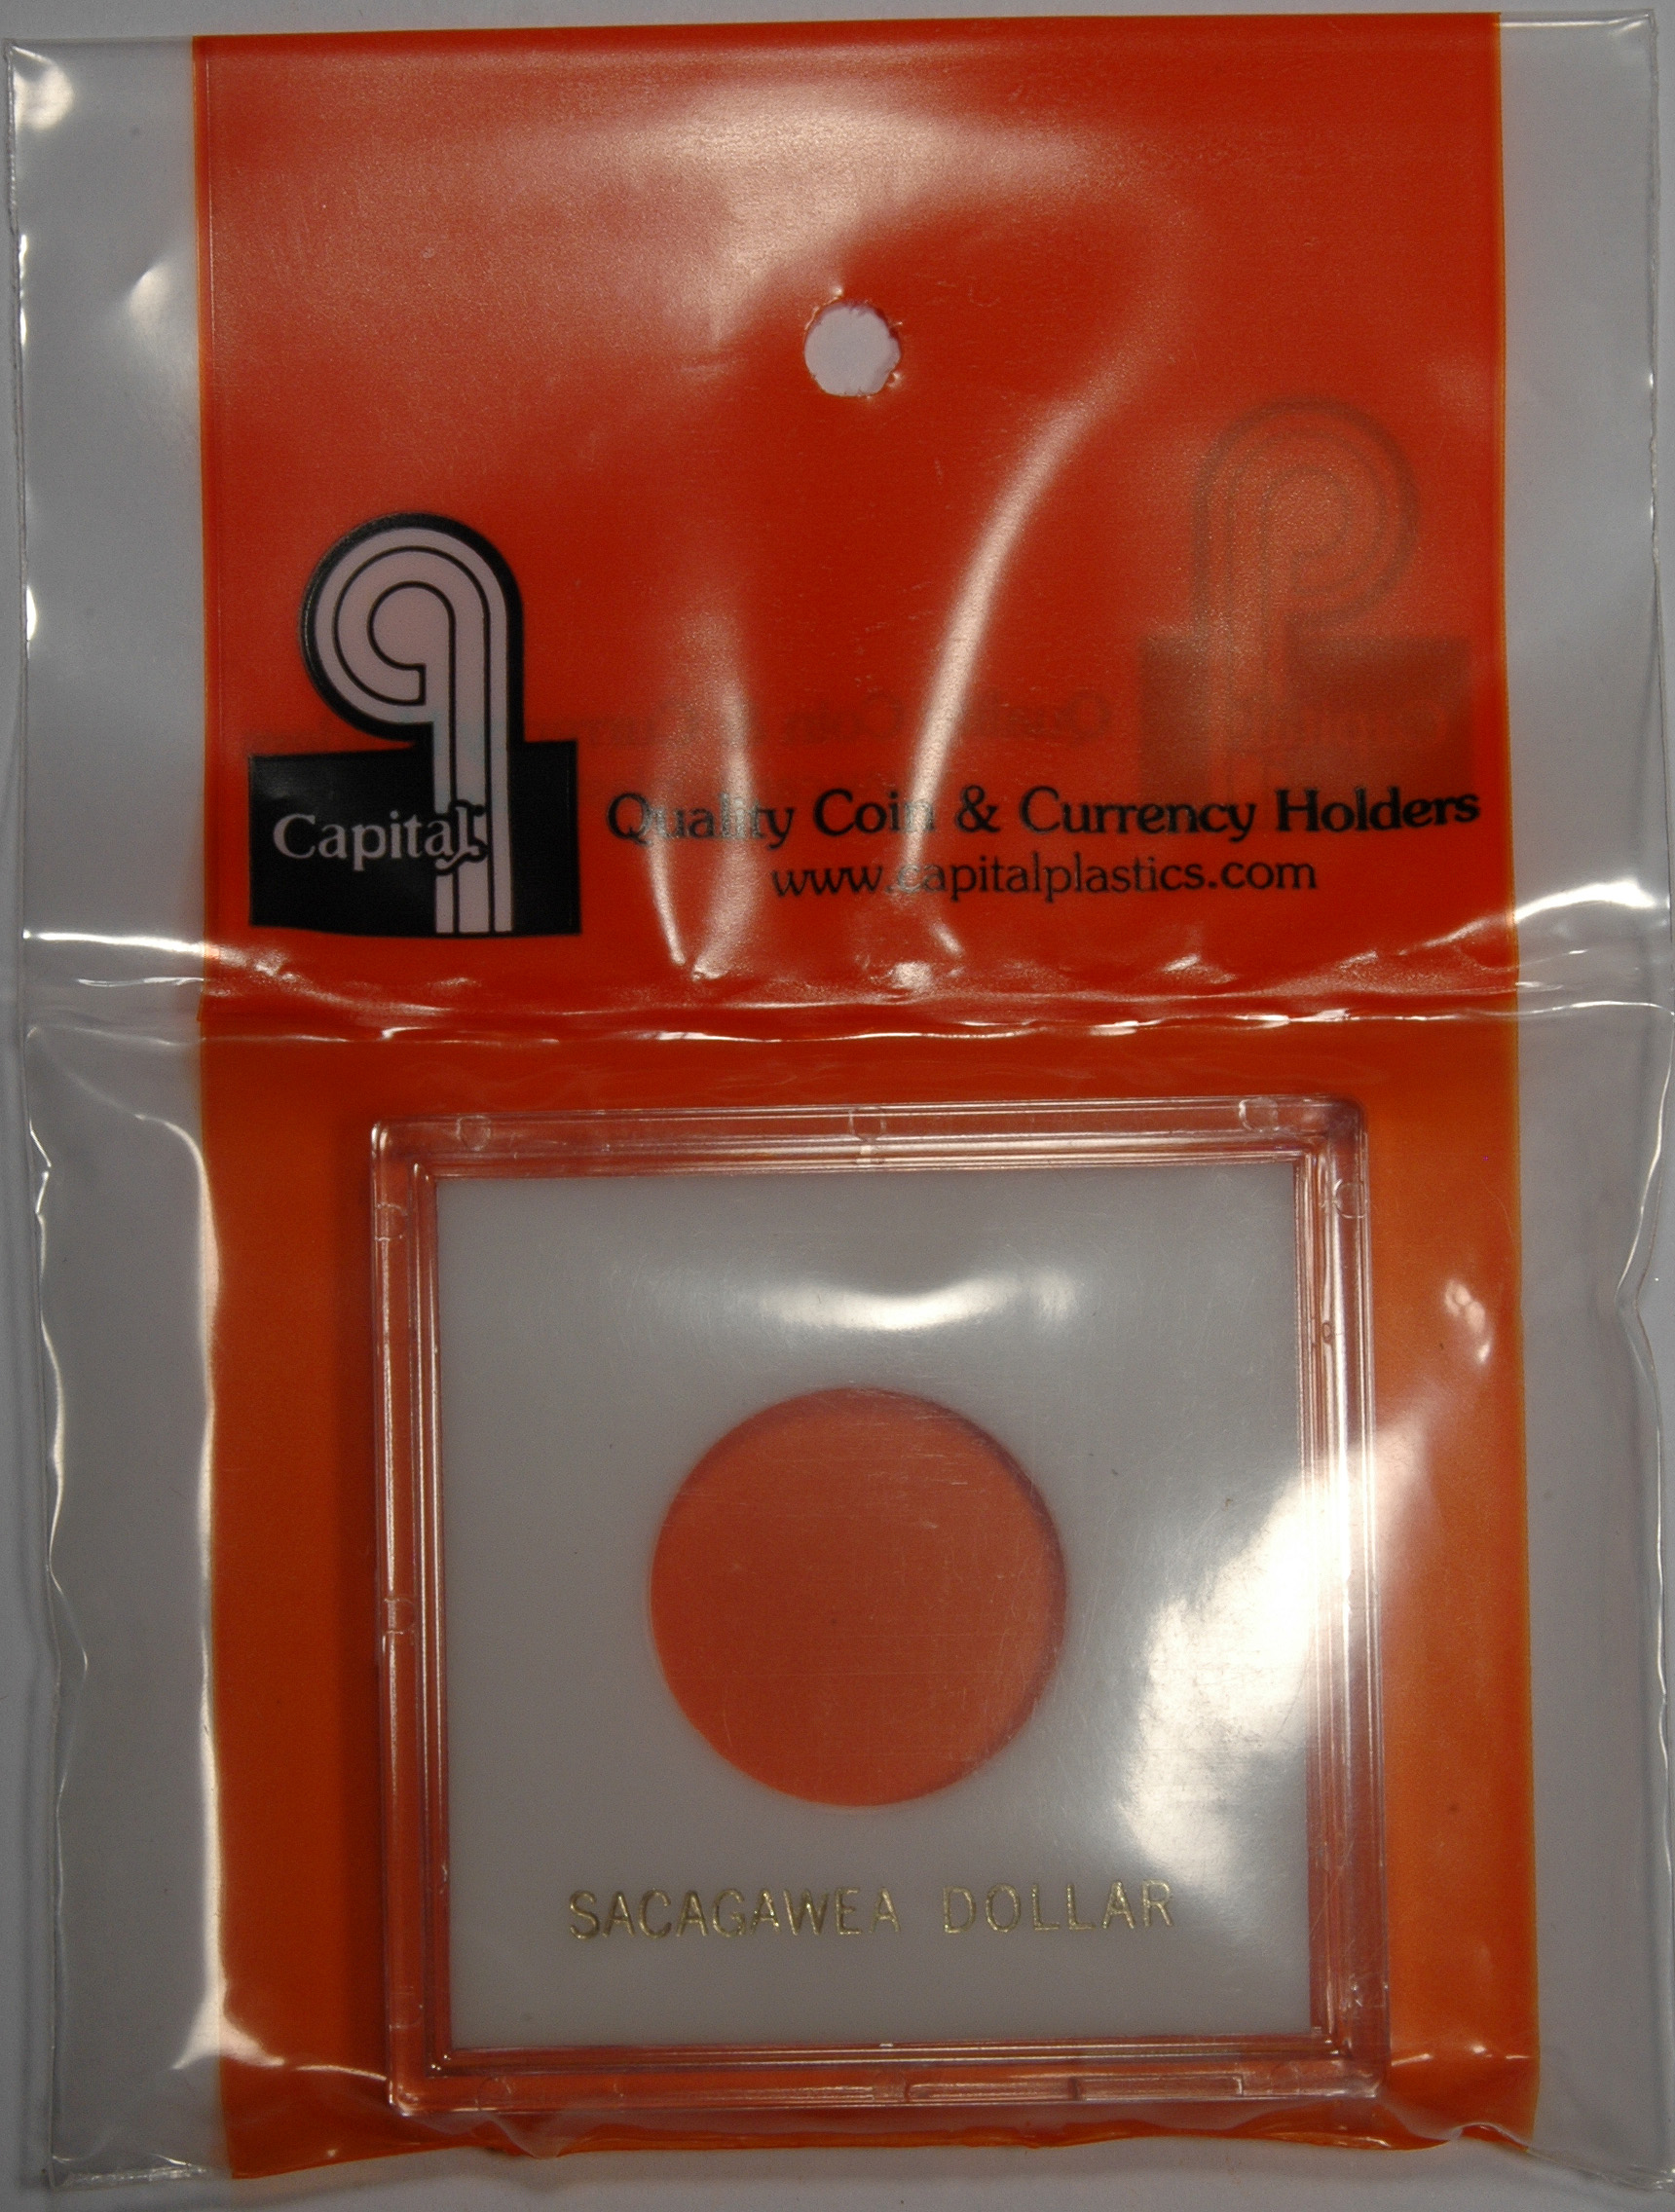 Capital
Quality Coin & Currency Holders
www.capitalplastics.com
SACAGAWEA DOLLAR